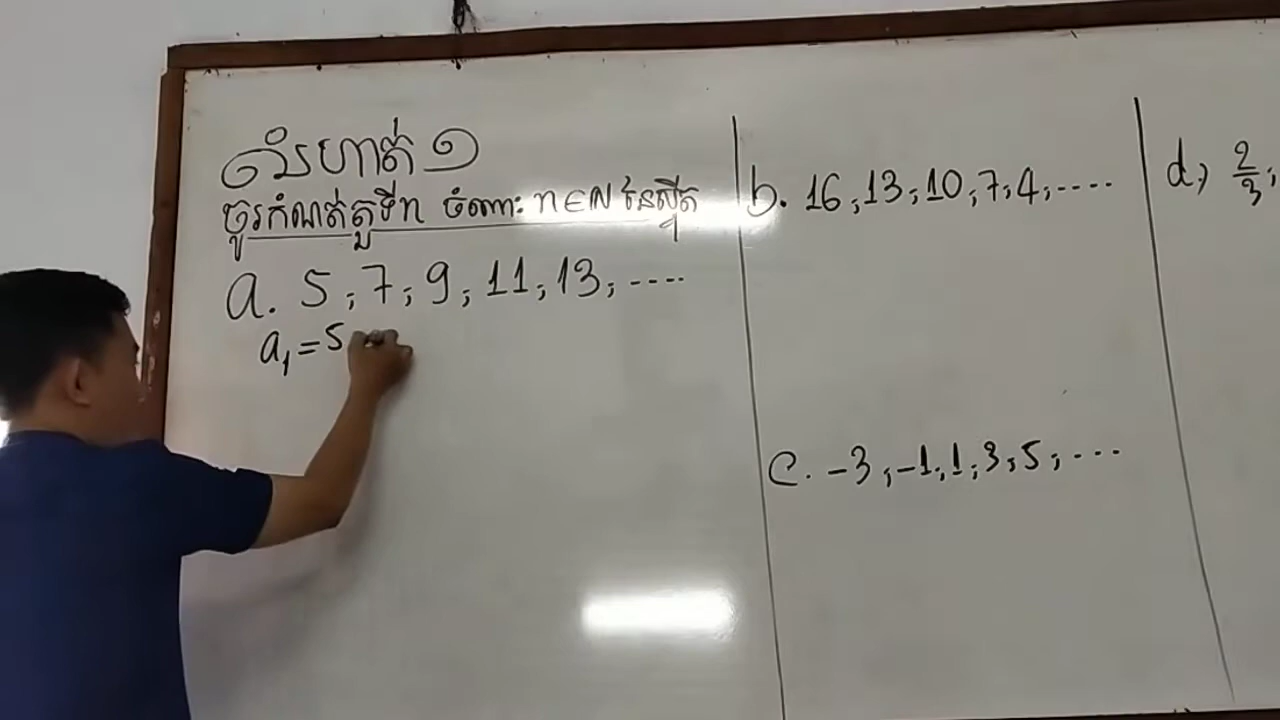 លំហាត់ ១
ចូរកំណត់តួទី n ចំពោះ n∈ℕ នៃស្វ៊ីត
a. 5 ; 7 ; 9 ; 11 ; 13 ; ....
a₁ = 5
b. 16 ; 13 ; 10 ; 7 ; 4 ; ....
c. -3 ; -1 ; 1 ; 3 ; 5 ; ...
d, 2/3 ;